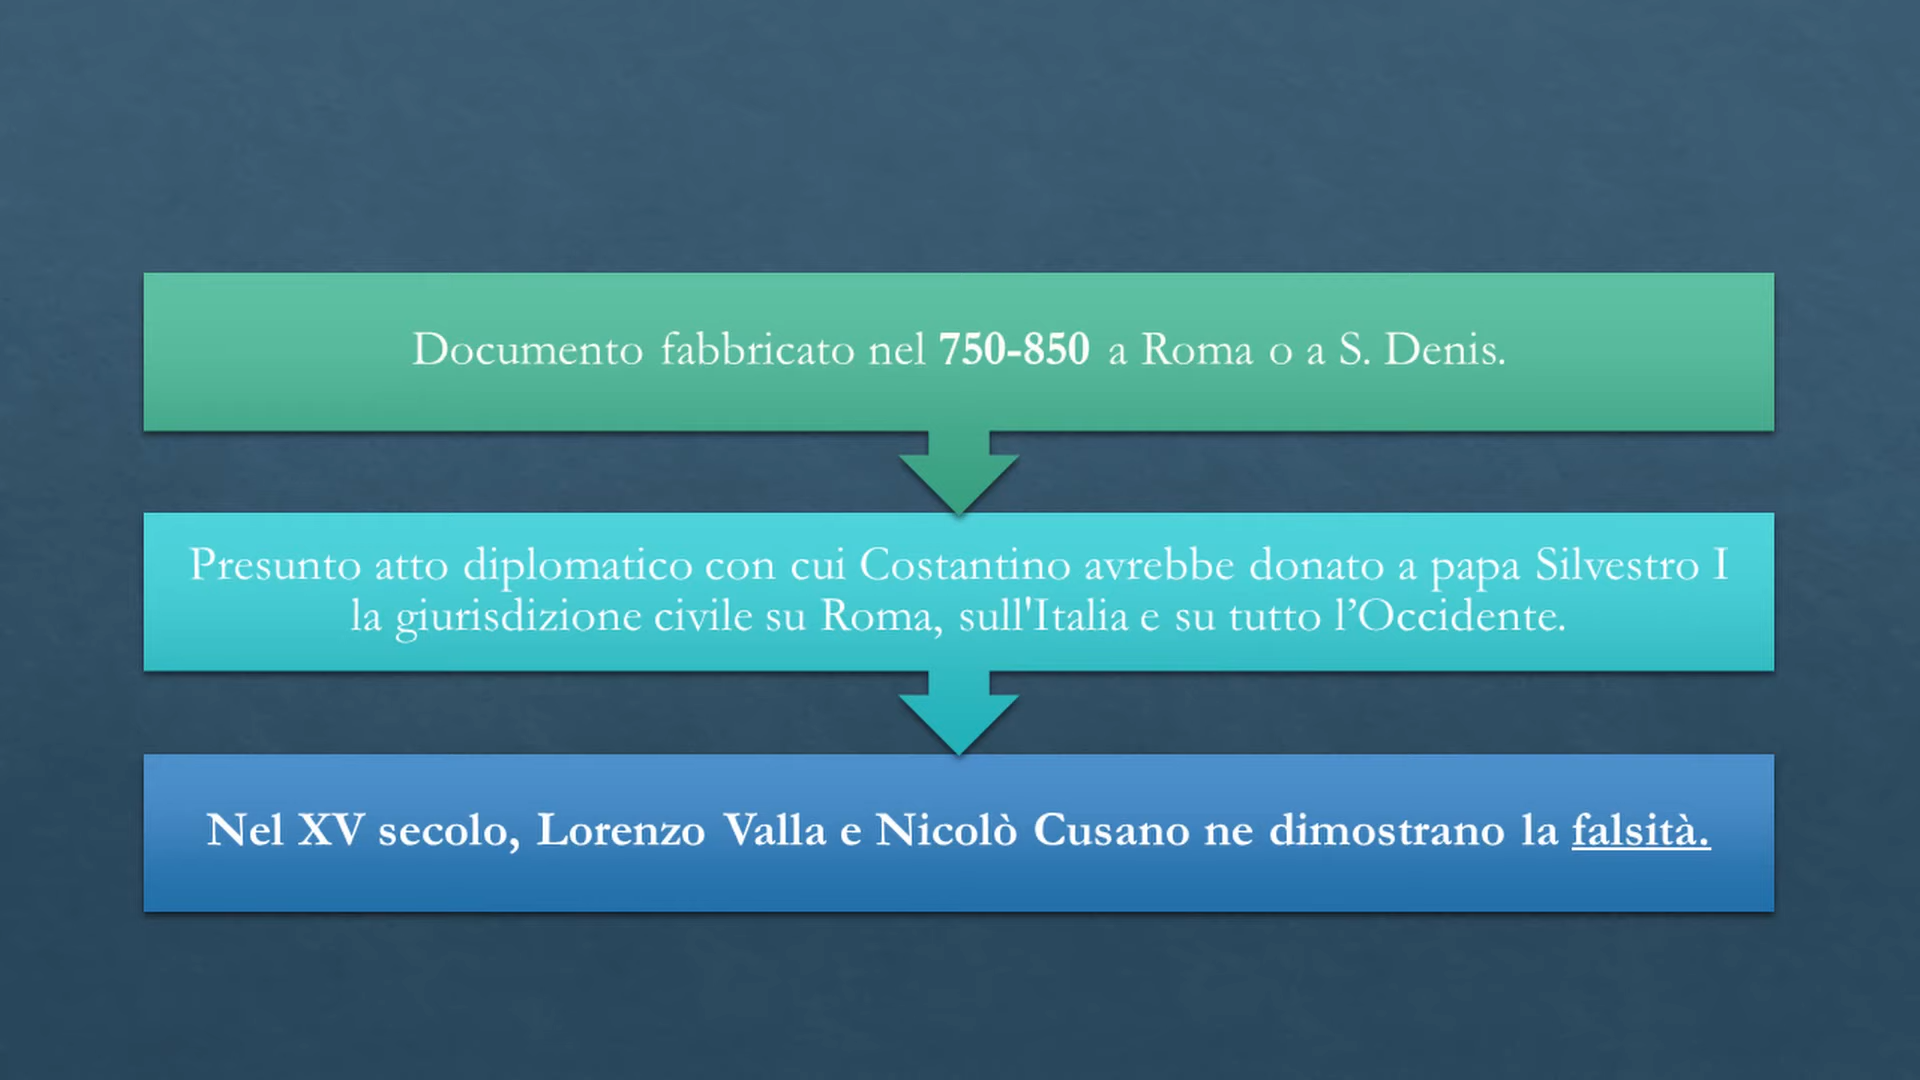 Documento fabbricato nel 750-850 a Roma o a S. Denis.
Presunto atto diplomatico con cui Costantino avrebbe donato a papa Silvestro I
la giurisdizione civile su Roma, sull'Italia e su tutto l’Occidente.
Nel XV secolo, Lorenzo Valla e Nicolò Cusano ne dimostrano la falsità.